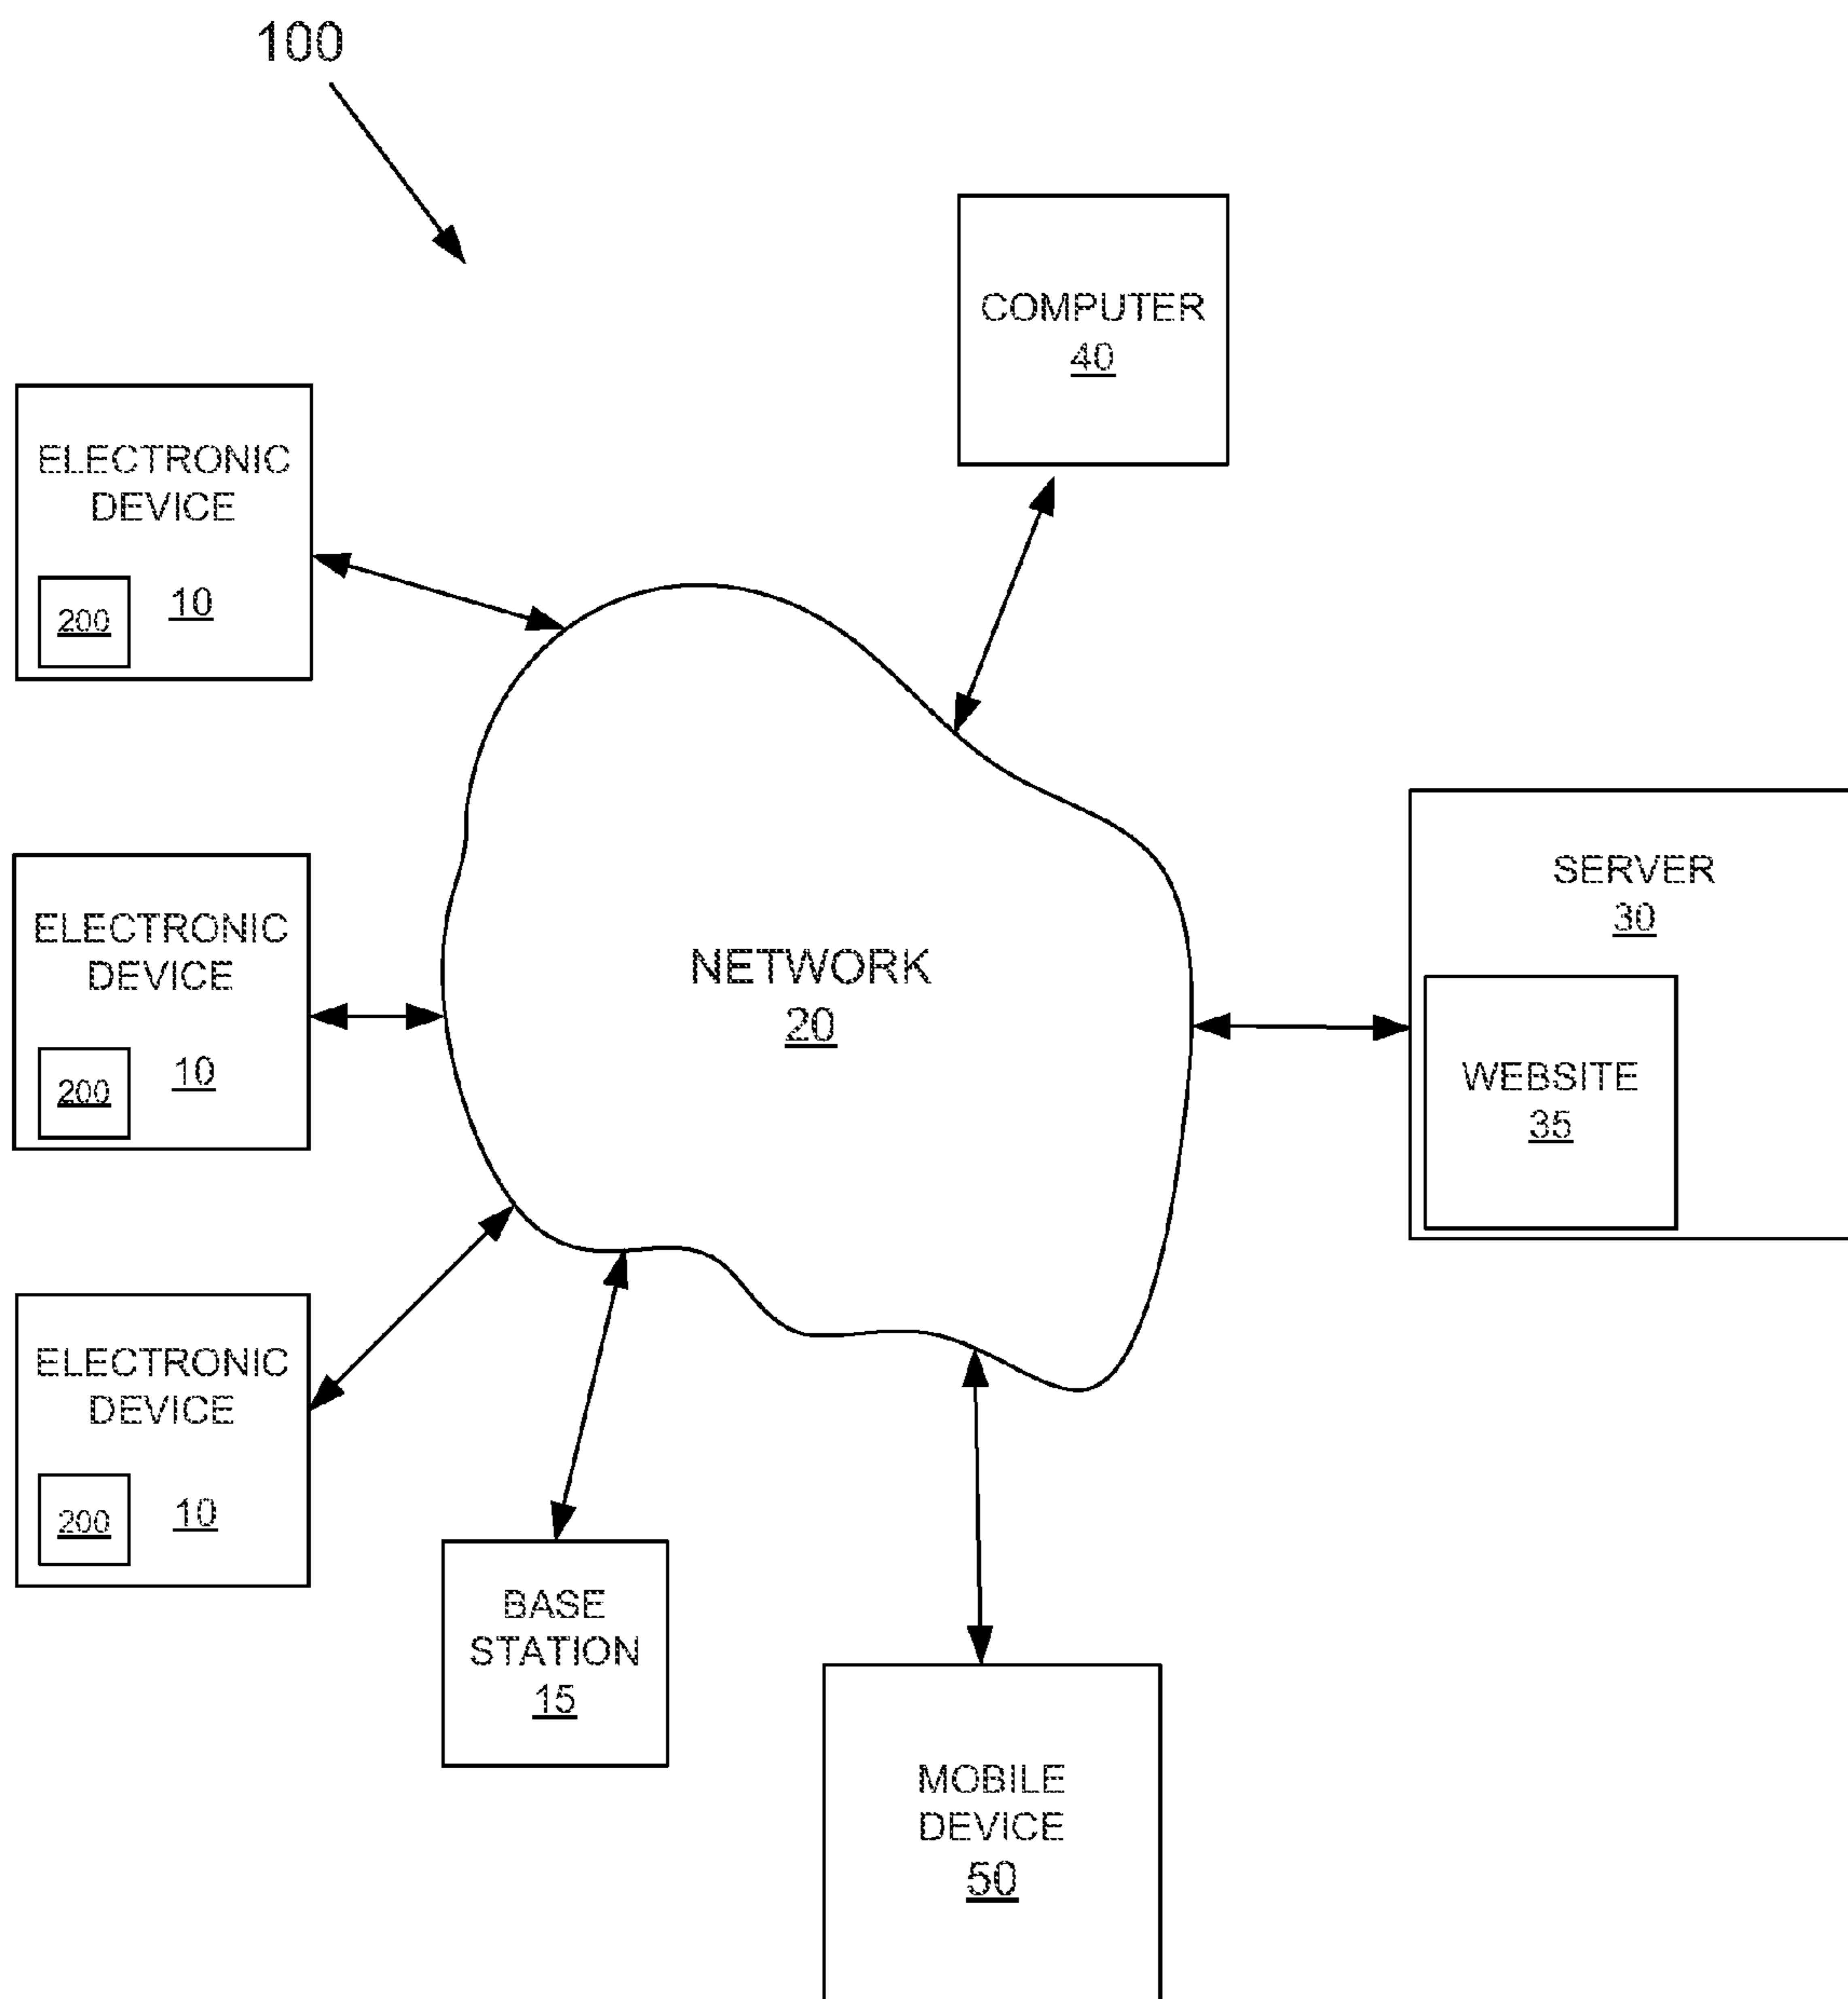 100
COMPUTER
40
ELECTRONIC
DEVICE
200
10
ELECTRONIC
DEVICE
200
10
ELECTRONIC
DEVICE
200
10
NETWORK
20
SERVER
30
WEBSITE
35
BASE
STATION
15
MOBILE
DEVICE
50